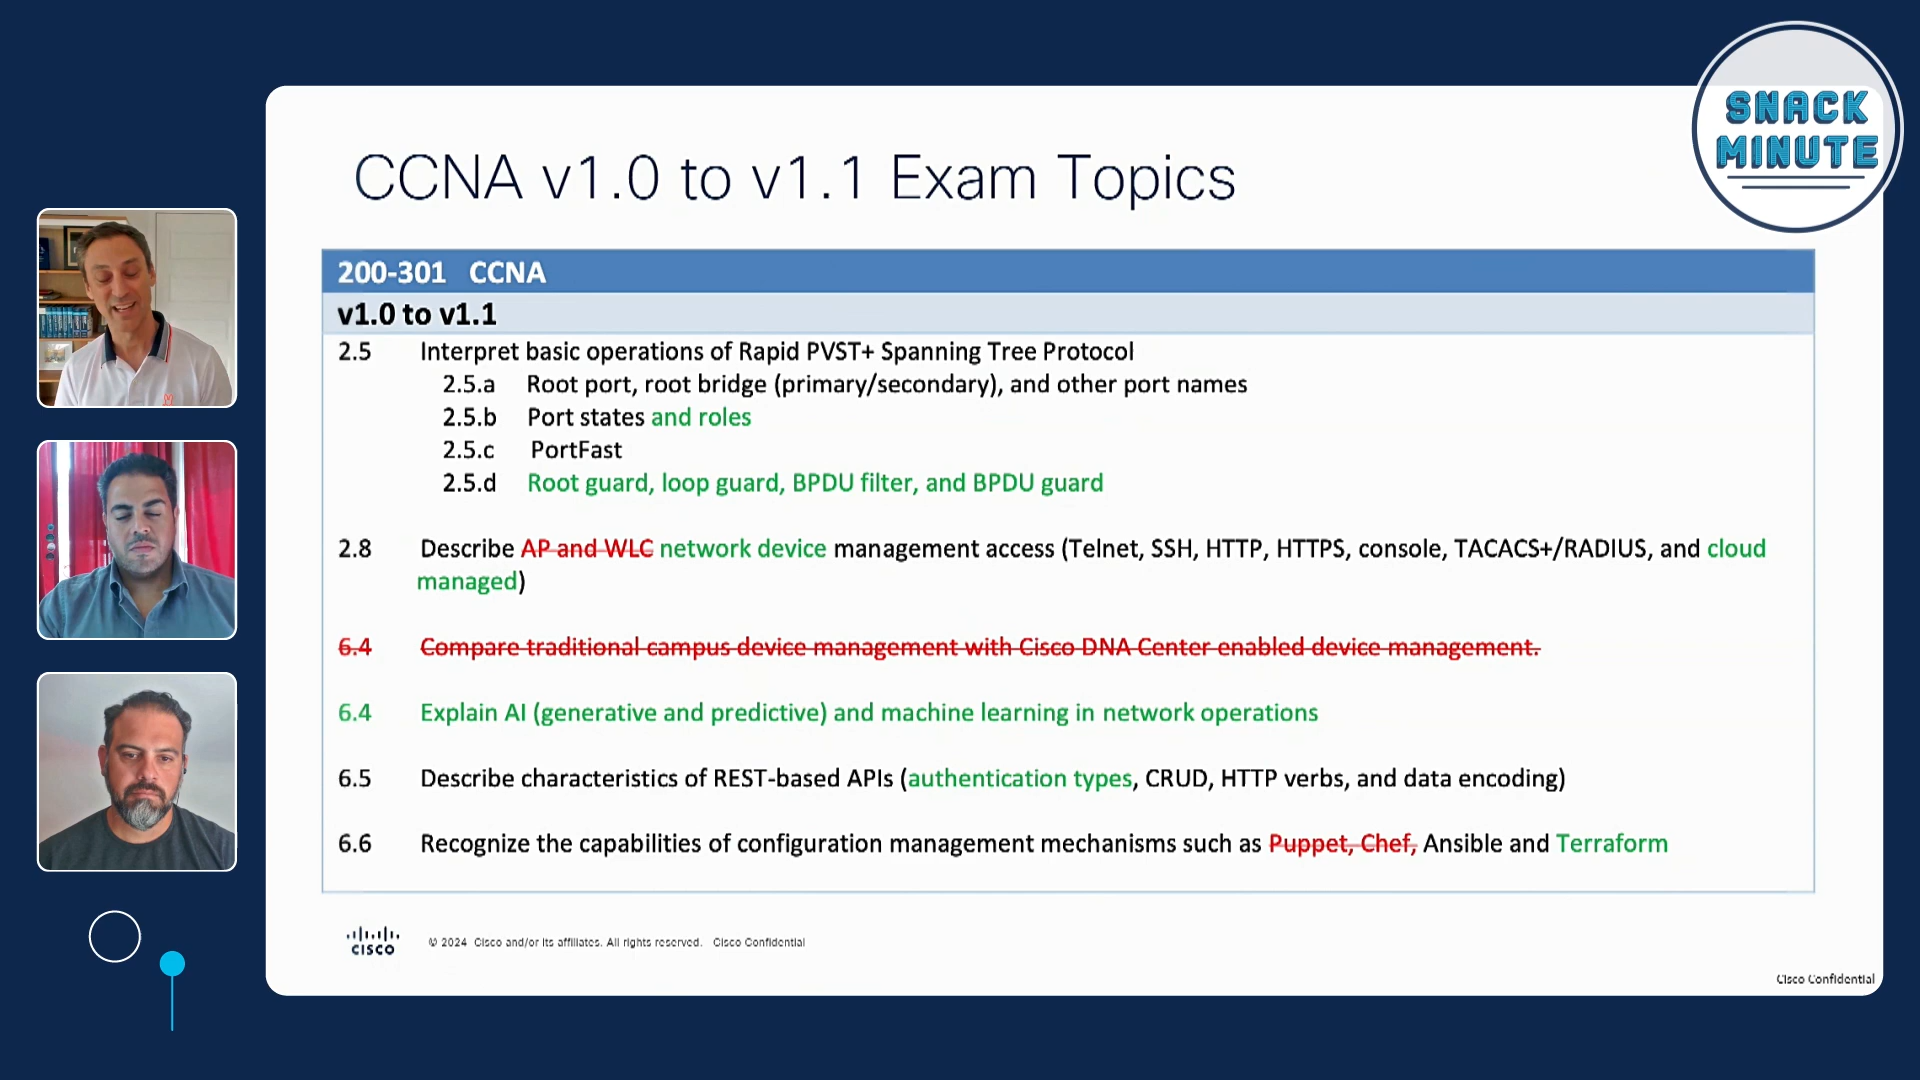 SNACK
MINUTE
CCNA v1.0 to v1.1 Exam Topics
200-301 CCNA
v1.0 to v1.1
2.5 Interpret basic operations of Rapid PVST+ Spanning Tree Protocol
2.5.a Root port, root bridge (primary/secondary), and other port names
2.5.b Port states and roles
2.5.c PortFast
2.5.d Root guard, loop guard, BPDU filter, and BPDU guard
2.8 Describe AP and WLC network device management access (Telnet, SSH, HTTP, HTTPS, console, TACACS+/RADIUS, and cloud
managed)
6.4 Compare traditional campus device management with Cisco DNA Center enabled device management.
6.4 Explain AI (generative and predictive) and machine learning in network operations
6.5 Describe characteristics of REST-based APIs (authentication types, CRUD, HTTP verbs, and data encoding)
6.6 Recognize the capabilities of configuration management mechanisms such as Puppet, Chef, Ansible and Terraform
CISCO
© 2024 Cisco and/or its affiliates. All rights reserved. Cisco Confidential
Cisco Confidential